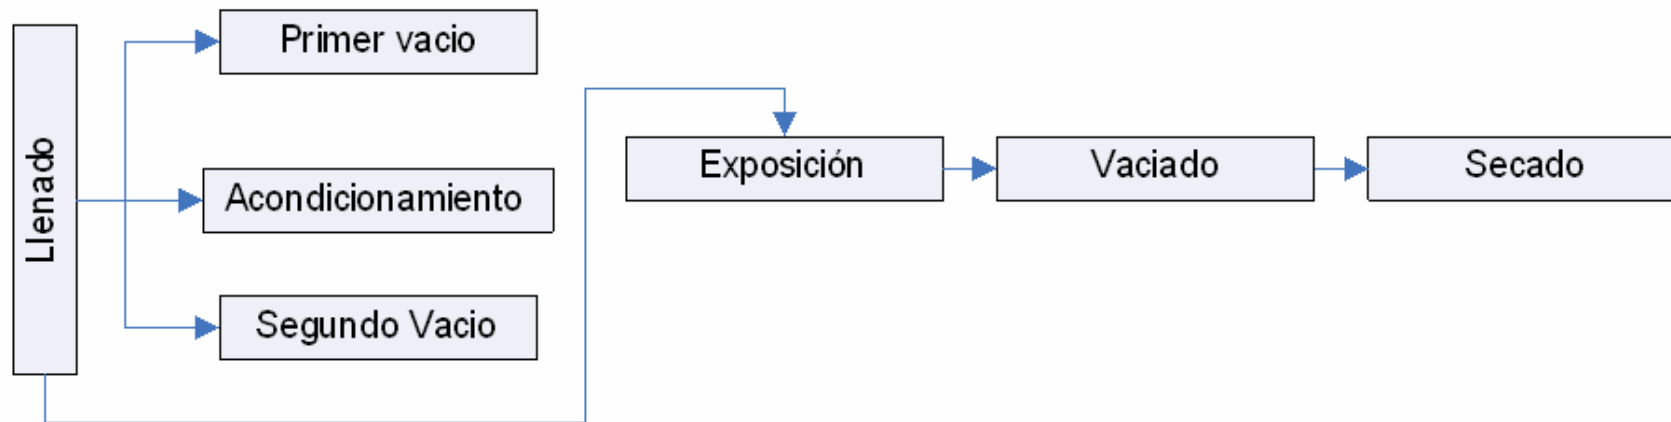 Llenado
Primer vacio
Acondicionamiento
Segundo Vacio
Exposición
Vaciado
Secado